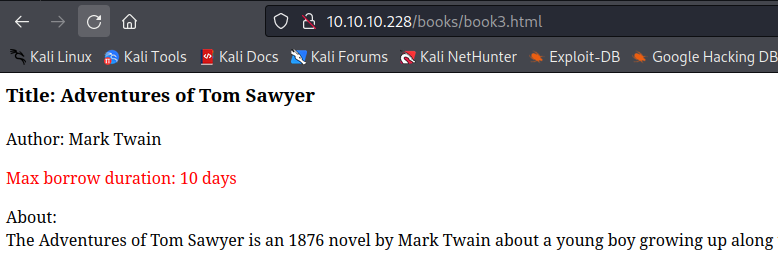 10.10.10.228/books/book3.html
Kali Linux Kali Tools Kali Docs Kali Forums Kali NetHunter Exploit-DB Google Hacking DB
Title: Adventures of Tom Sawyer
Author: Mark Twain
Max borrow duration: 10 days
About:
The Adventures of Tom Sawyer is an 1876 novel by Mark Twain about a young boy growing up along